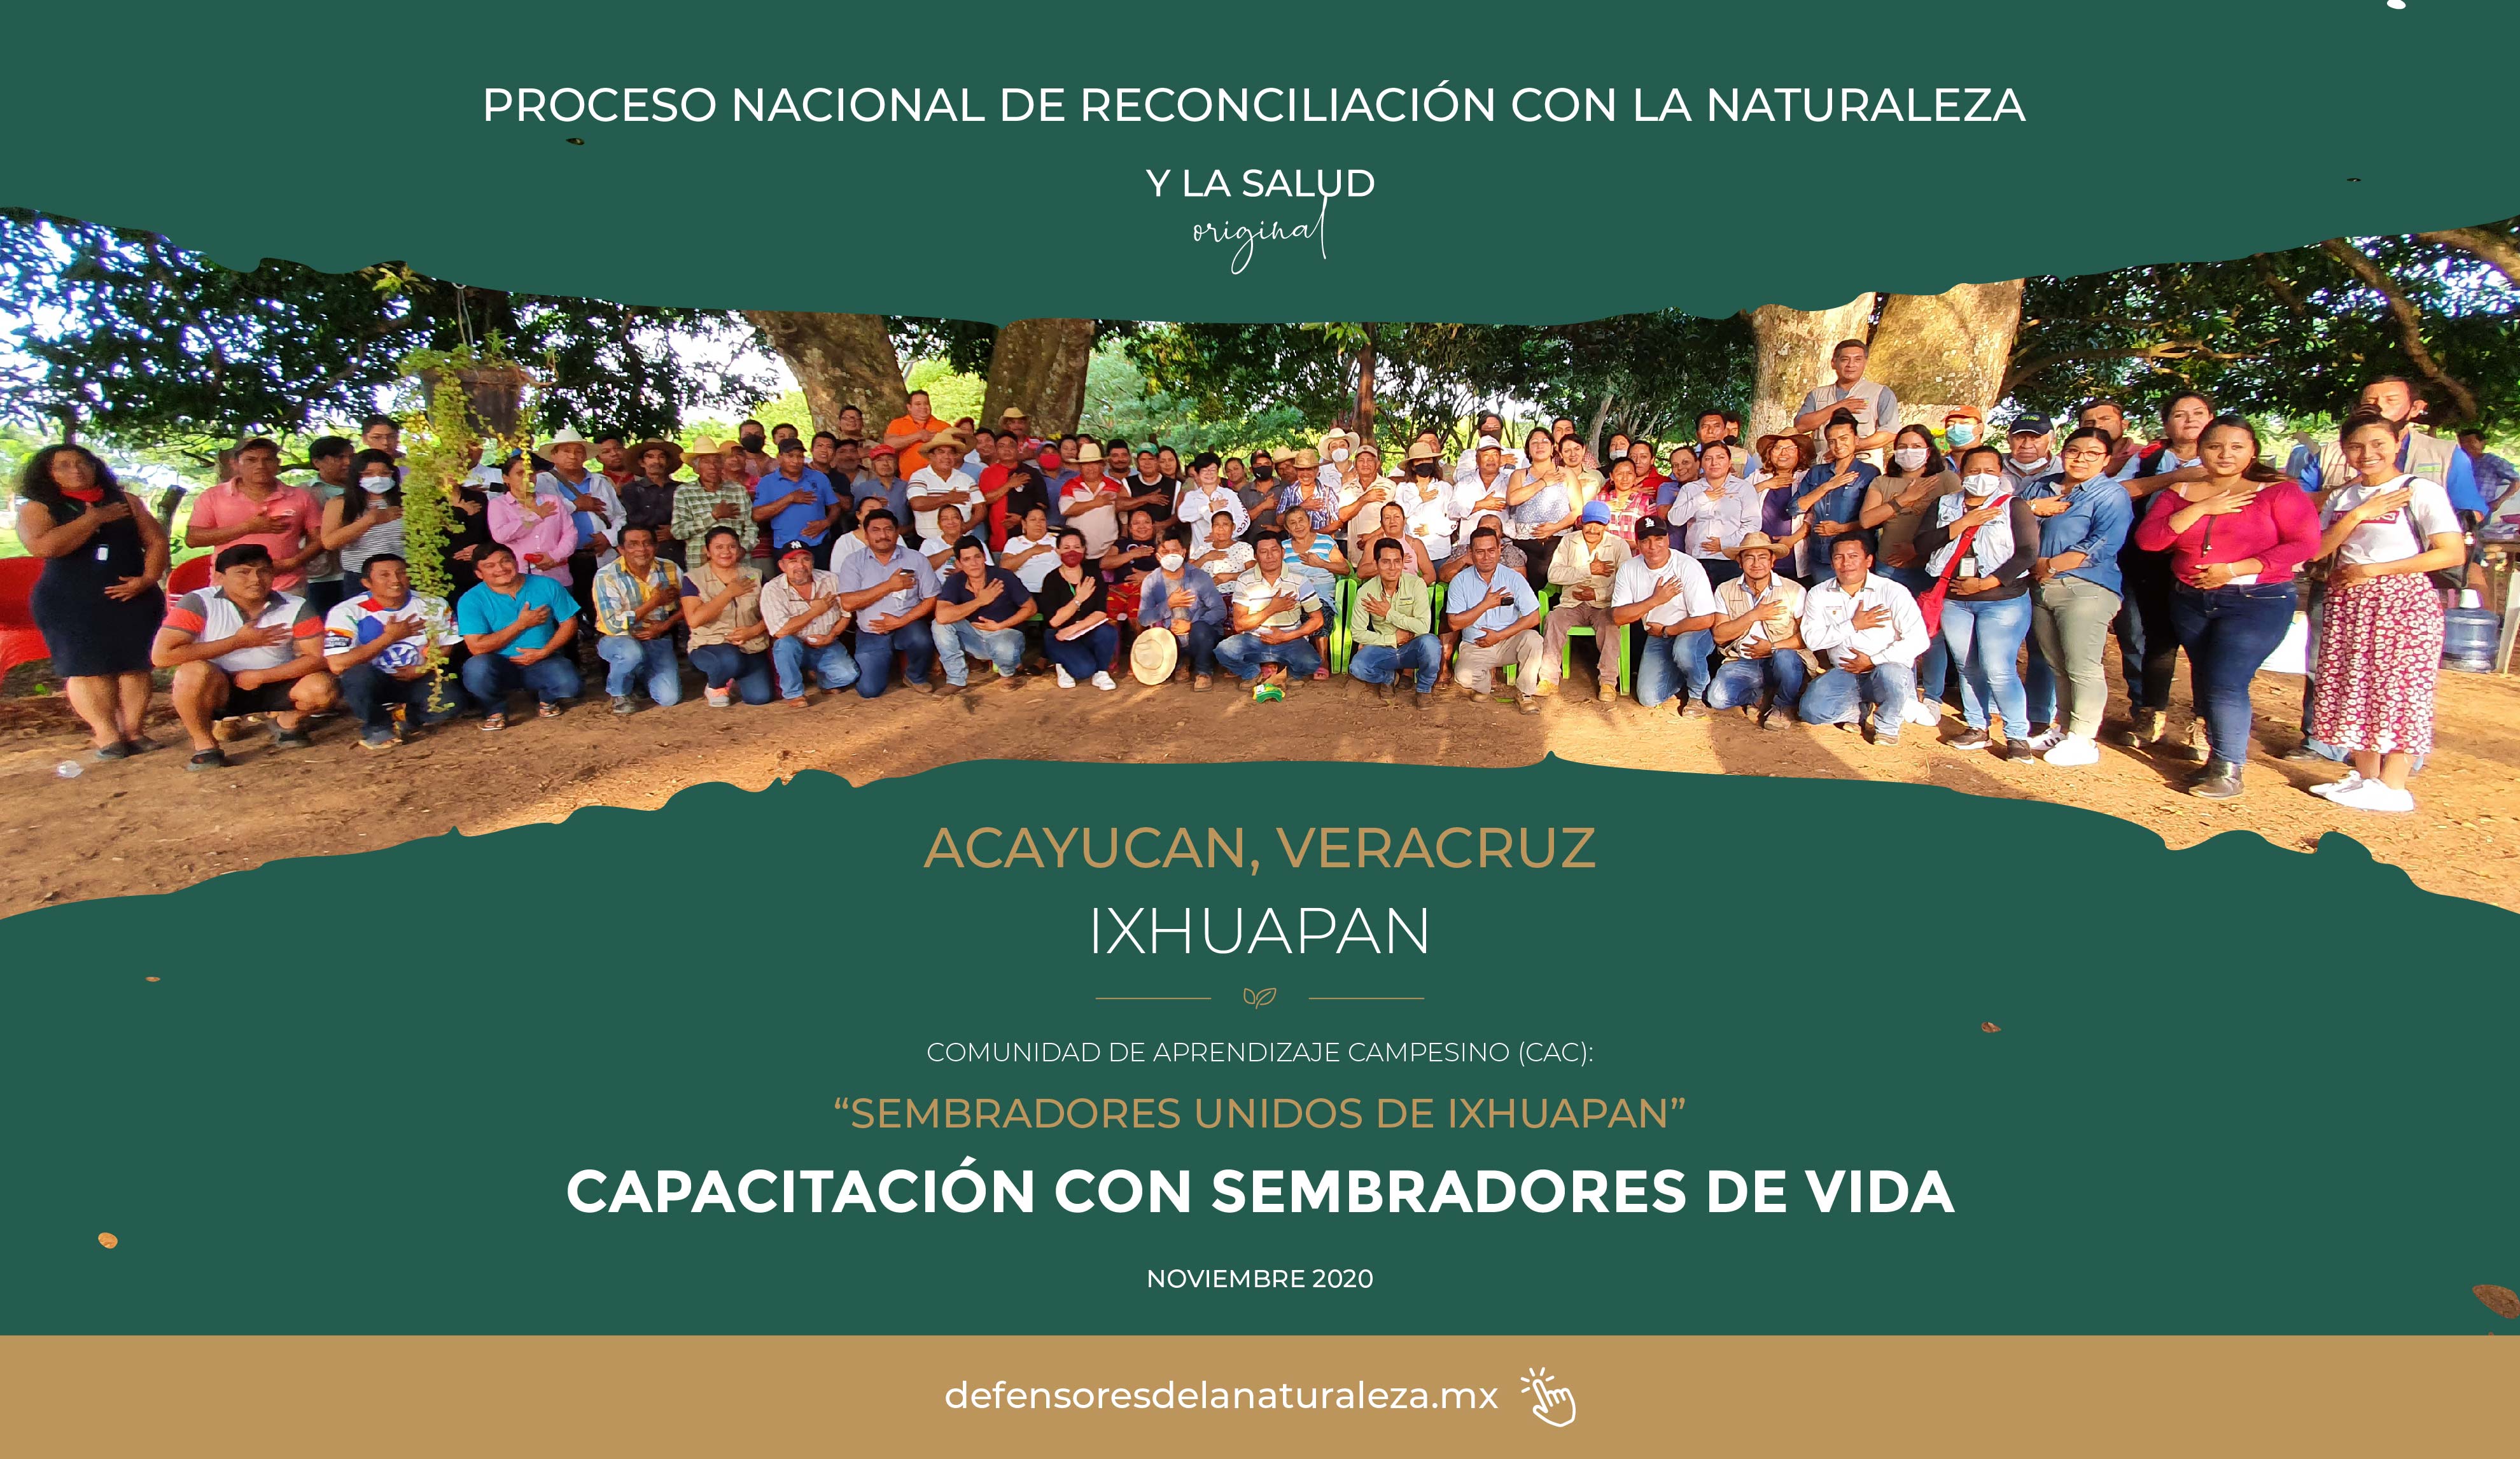 PROCESO NACIONAL DE RECONCILIACIÓN CON LA NATURALEZA
Y LA SALUD
original
ACAYUCAN, VERACRUZ
IXHUAPAN
COMUNIDAD DE APRENDIZAJE CAMPESINO (CAC):
“SEMBRADORES UNIDOS DE IXHUAPAN”
CAPACITACIÓN CON SEMBRADORES DE VIDA
NOVIEMBRE 2020
defensoresdelanaturaleza.mx